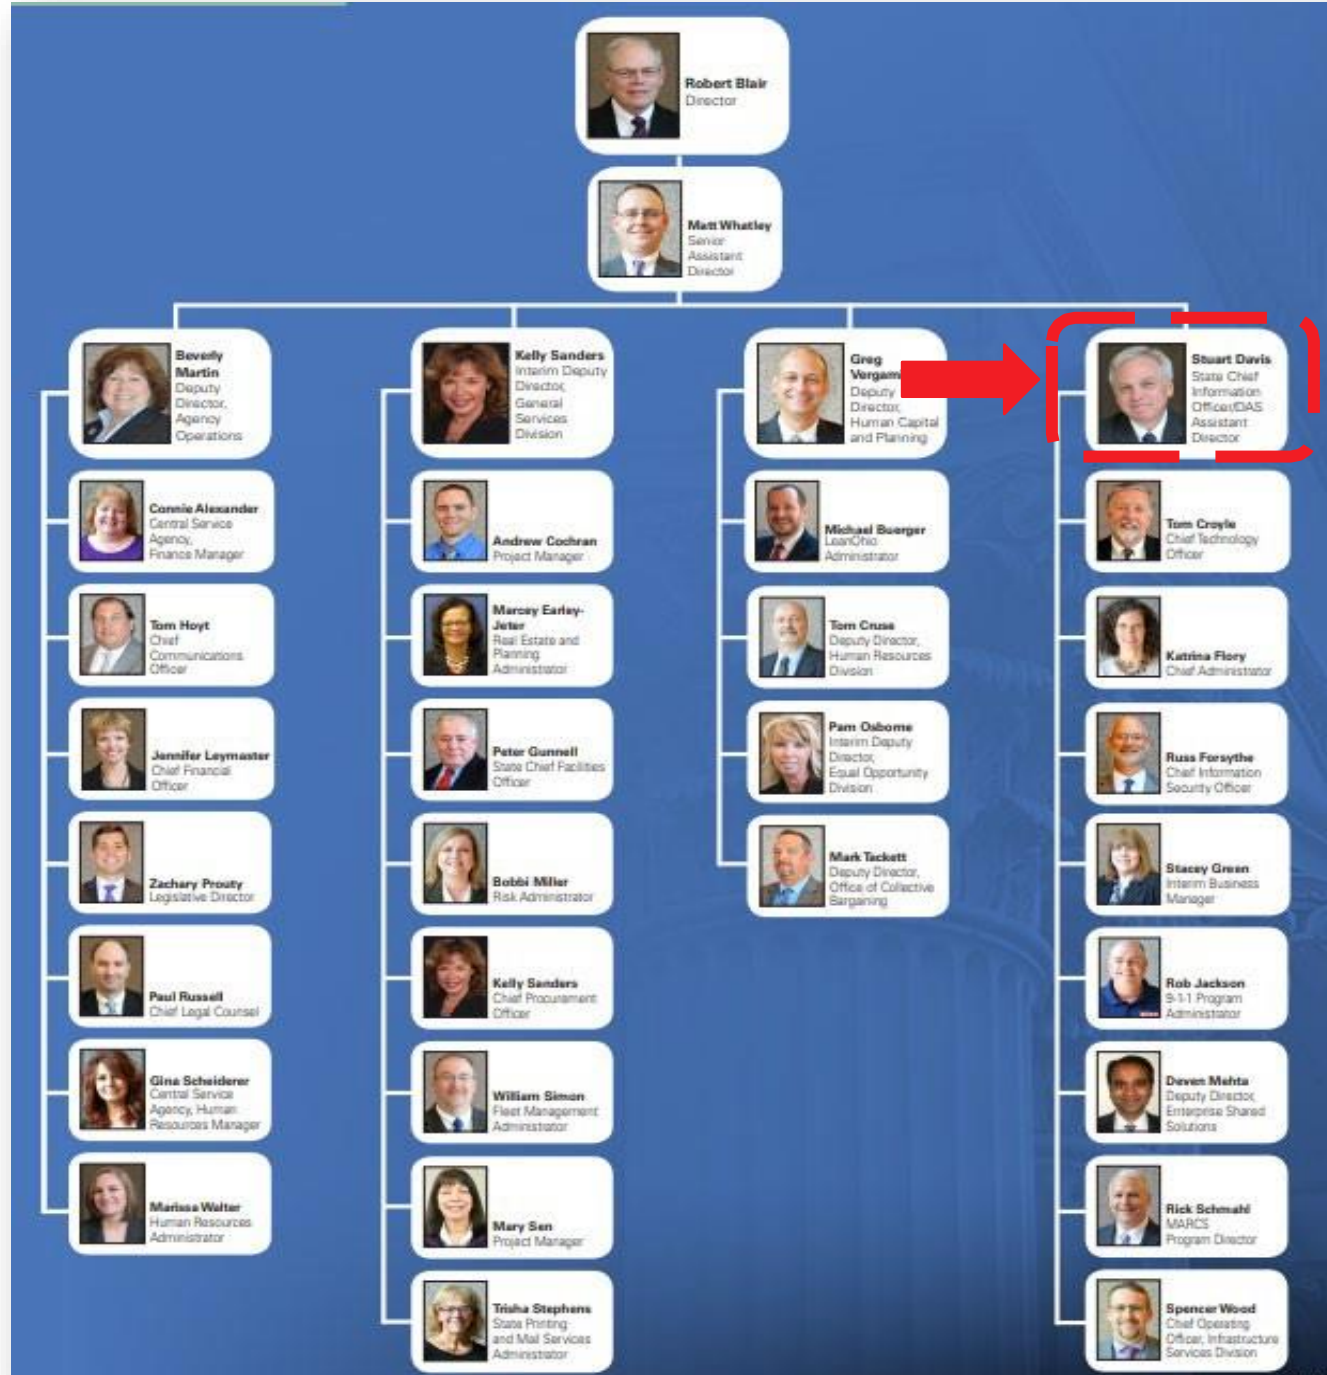 Robert Blair
Director
Matt Whatley
Senior
Assistant
Director
Beverly
Martin
Deputy
Director,
Agency
Operations
Connie Alexander
Central Service
Agency,
Finance Manager
Tom Hoyt
Chief
Communications
Officer
Jennifer Leymaster
Chief Financial
Officer
Zachary Prouty
Legislative Director
Paul Russell
Chief Legal Counsel
Gina Scheiderer
Central Service
Agency, Human
Resources Manager
Marissa Walter
Human Resources
Administrator
Kelly Sanders
Interim Deputy
Director,
General
Services
Division
Andrew Cochran
Project Manager
Marcey Earley-
Jeter
Real Estate and
Planning
Administrator
Peter Gunnell
State Chief Facilities
Officer
Bobbi Miller
Risk Administrator
Kelly Sanders
Chief Procurement
Officer
William Simon
Fleet Management
Administrator
Mary Sen
Project Manager
Trisha Stephens
State Printing
and Mail Services
Administrator
Greg
Vergam
Deputy
Director,
Human Capital
and Planning
Michael Buerger
LeanOhio
Administrator
Tom Cruse
Deputy Director,
Human Resources
Division
Pam Osborne
Interim Deputy
Director,
Equal Opportunity
Division
Mark Tackett
Deputy Director,
Office of Collective
Bargaining
Stuart Davis
State Chief
Information
Officer/DAS
Assistant
Director
Tom Croyle
Chief Technology
Officer
Katrina Flory
Chief Administrator
Russ Forsythe
Chief Information
Security Officer
Stacey Green
Interim Business
Manager
Rob Jackson
9-1-1 Program
Administrator
Deven Mehta
Deputy Director,
Enterprise Shared
Solutions
Rick Schmahl
MARCS
Program Director
Spencer Wood
Chief Operating
Officer, Infrastructure
Services Division